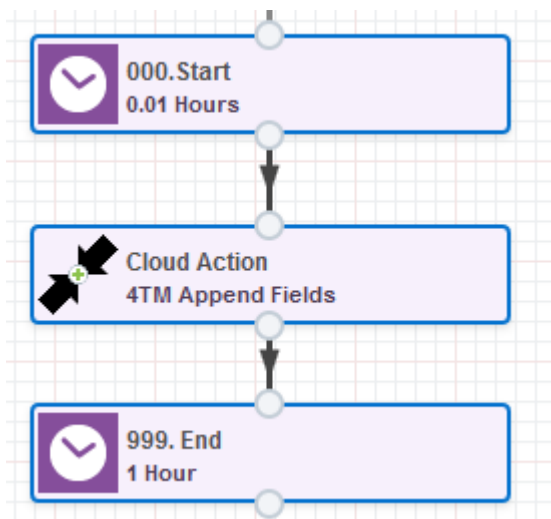 000.Start
0.01 Hours
Cloud Action
4TM Append Fields
999. End
1 Hour